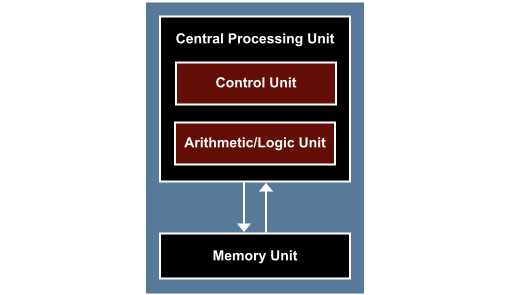 Central Processing Unit
Control Unit
Arithmetic/Logic Unit
Memory Unit